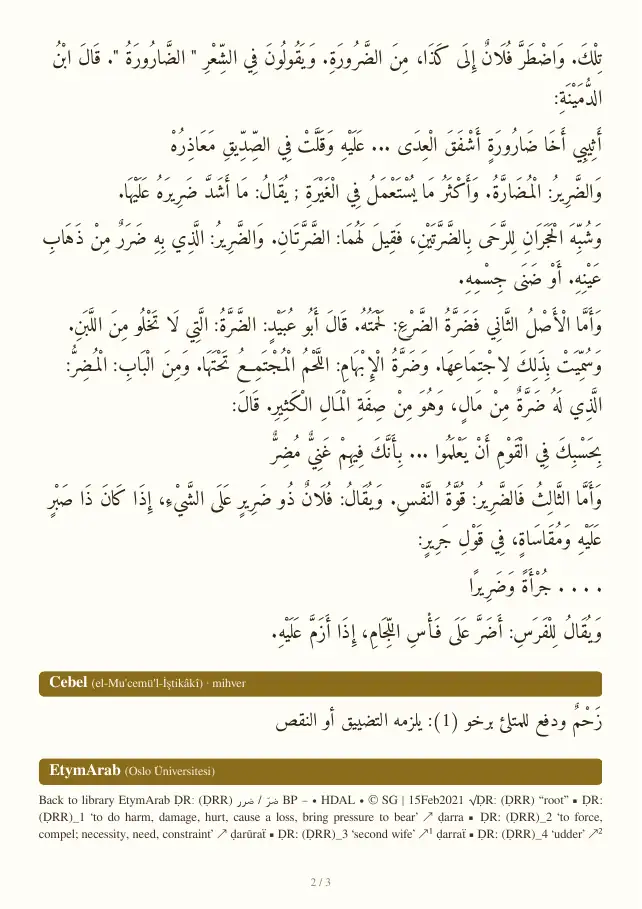 تِلْكَ. وَاضْطَرَّ فُلَانٌ إِلَى كَذَا، مِنَ الضَّرُورَةِ. وَيَقُولُونَ فِي الشِّعْرِ " الضَّارُورَةُ ". قَالَ ابْنُ
الدُّمَيْنَةِ:
أَثِيبِي أَخَا ضَارُورَةٍ أَشْفَقَ الْعِدَى ... عَلَيْهِ وَقَلَّتْ فِي الصِّدِّيقِ مَعَاذِرُهْ
وَالضَّرِيرُ: الْمُضَارَّةُ. وَأَكْثَرُ مَا يُسْتَعْمَلُ فِي الْغَيْرَةِ ; يُقَالُ: مَا أَشَدَّ ضَرِيرَهُ عَلَيْهَا.
وَشُبِّهَ الْحَجَرَانِ لِلرَّحَى بِالضَّرَّتَيْنِ، فَقِيلَ لَهُمَا: الضَّرَّتَانِ. وَالضَّرِيرُ: الَّذِي بِهِ ضَرَرٌ مِنْ ذَهَابِ
عَيْنِهِ. أَوْ ضَنَى جِسْمِهِ.
وَأَمَّا الْأَصْلُ الثَّانِي فَضَرَّةُ الضَّرْعِ: لَحْمَتُهُ. قَالَ أَبُو عُبَيْدٍ: الضَّرَّةُ: الَّتِي لَا تَخْلُو مِنَ اللَّبَنِ.
وَسُمِّيَتْ بِذَلِكَ لِاجْتِمَاعِهَا. وَضَرَّةُ الْإِبْهَامِ: اللَّحْمُ الْمُجْتَمِعُ تَحْتَهَا. وَمِنَ الْبَابِ: الْمُضِرُّ:
الَّذِي لَهُ ضَرَّةٌ مِنْ مَالٍ، وَهُوَ مِنْ صِفَةِ الْمَالِ الْكَثِيرِ. قَالَ:
بِحَسْبِكَ فِي الْقَوْمِ أَنْ يَعْلَمُوا ... بِأَنَّكَ فِيهِمْ غَنِيٌّ مُضِرُّ
وَأَمَّا الثَّالِثُ فَالضَّرِيرُ: قُوَّةُ النَّفْسِ. وَيُقَالُ: فُلَانٌ ذُو ضَرِيرٍ عَلَى الشَّيْءِ، إِذَا كَانَ ذَا صَبْرٍ
عَلَيْهِ وَمُقَاسَاةٍ، فِي قَوْلِ جَرِيرٍ:
. . . . جُرْأَةً وَضَرِيرًا
وَيُقَالُ لِلْفَرَسِ: أَضَرَّ عَلَى فَأْسِ اللِّجَامِ، إِذَا أَزَمَّ عَلَيْهِ.
Cebel (el-Mu'cemü'l-İştikâkî) · mihver
زَحْمٌ ودفع للمتلئ برخو (1): يلزمه التضييق أو النقص
EtymArab (Oslo Üniversitesi)
Back to library EtymArab ḌR: (ḌRR) ضرّ / ضرر BP – • HDAL • © SG | 15Feb2021 √ḌR: (ḌRR) “root” ▪ ḌR:
(ḌRR)_1 ‘to do harm, damage, hurt, cause a loss, bring pressure to bear’ ↗ ḍarra ▪ ḌR: (ḌRR)_2 ‘to force,
compel; necessity, need, constraint’ ↗ ḍarūraẗ ▪ ḌR: (ḌRR)_3 ‘second wife’ ↗¹ ḍarraẗ ▪ ḌR: (ḌRR)_4 ‘udder’ ↗²
2 / 3